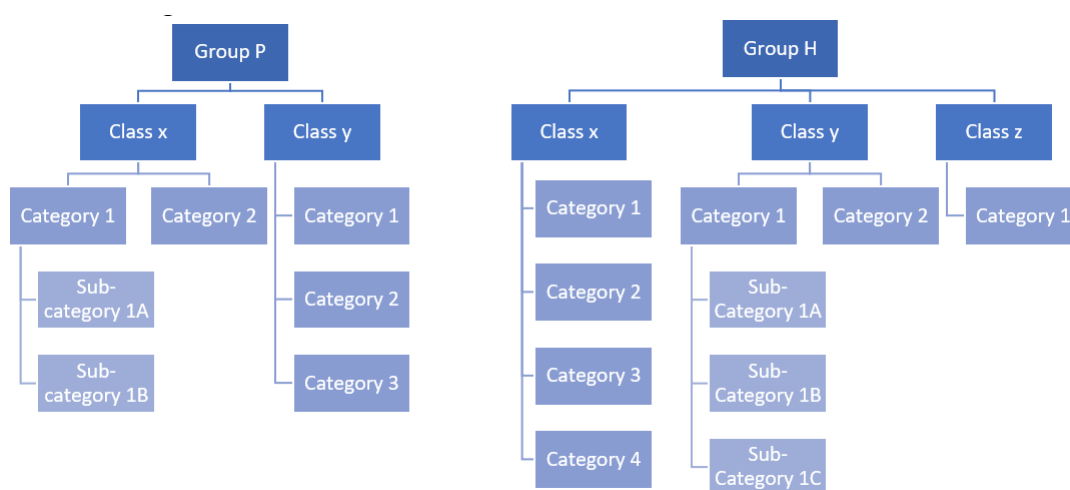 Group P
Class x
Class y
Category 1
Category 2
Sub-
category 1A
Sub-
category 1B
Category 1
Category 2
Category 3
Group H
Class x
Class y
Class z
Category 1
Category 2
Category 3
Category 4
Category 1
Category 2
Sub-
Category 1A
Sub-
Category 1B
Sub-
Category 1C
Category 1